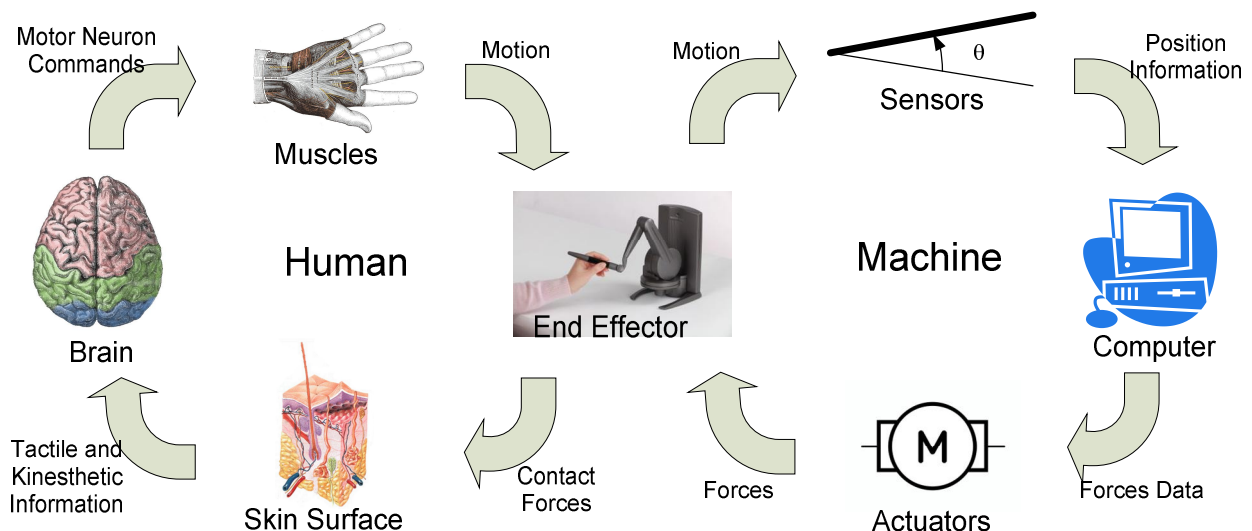 Motor Neuron
Commands
Muscles
Motion
Motion
θ
Sensors
Position
Information
Brain
Human
End Effector
Machine
Computer
Tactile and
Kinesthetic
Information
Skin Surface
Contact
Forces
Forces
M
Actuators
Forces Data